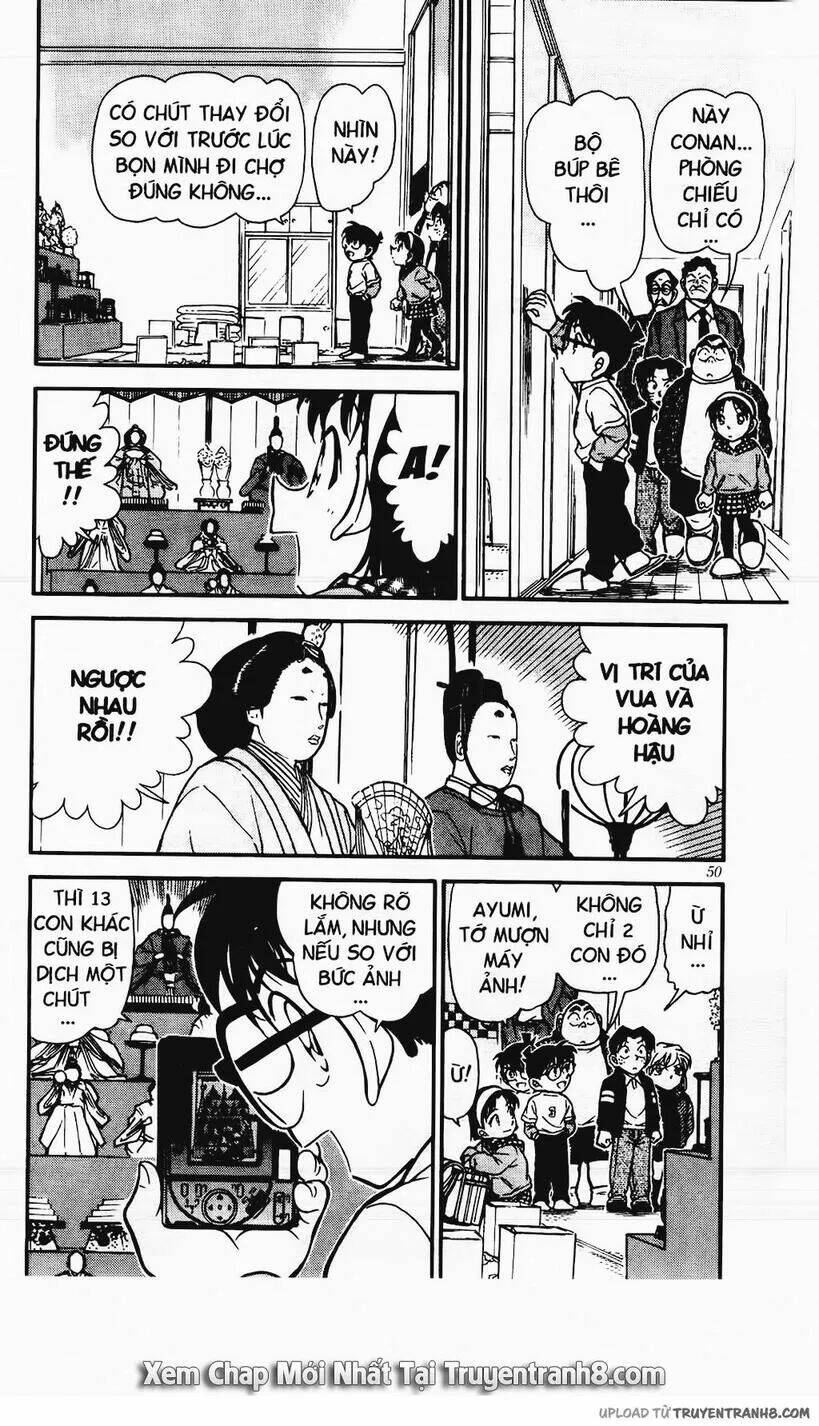 NÀY
CONAN...
PHÒNG
CHIẾU
CHỈ CÓ
...
BỘ
BÚP BÊ
THÔI
...
NHÌN
NÀY!
CÓ CHÚT THAY ĐỔI
SO VỚI TRƯỚC LÚC
BỌN MÌNH ĐI CHỢ
ĐÚNG KHÔNG...
A!
ĐÚNG
THẾ
!!
VỊ TRÍ CỦA
VUA VÀ
HOÀNG
HẬU
NGƯỢC
NHAU
RỒI!!
50
Ừ
NHỈ
...
KHÔNG
CHỈ 2
CON ĐÓ
...
AYUMI,
TỚ MƯỢN
MÁY
ẢNH!
Ừ!
KHÔNG RÕ
LẮM, NHƯNG
NẾU SO VỚI
BỨC ẢNH
...
THÌ 13
CON KHÁC
CŨNG BỊ
DỊCH MỘT
CHÚT
...
Xem Chap Mới Nhất Tại Truyentranh8.com
UPLOAD TỪ TRUYENTRANH8.COM